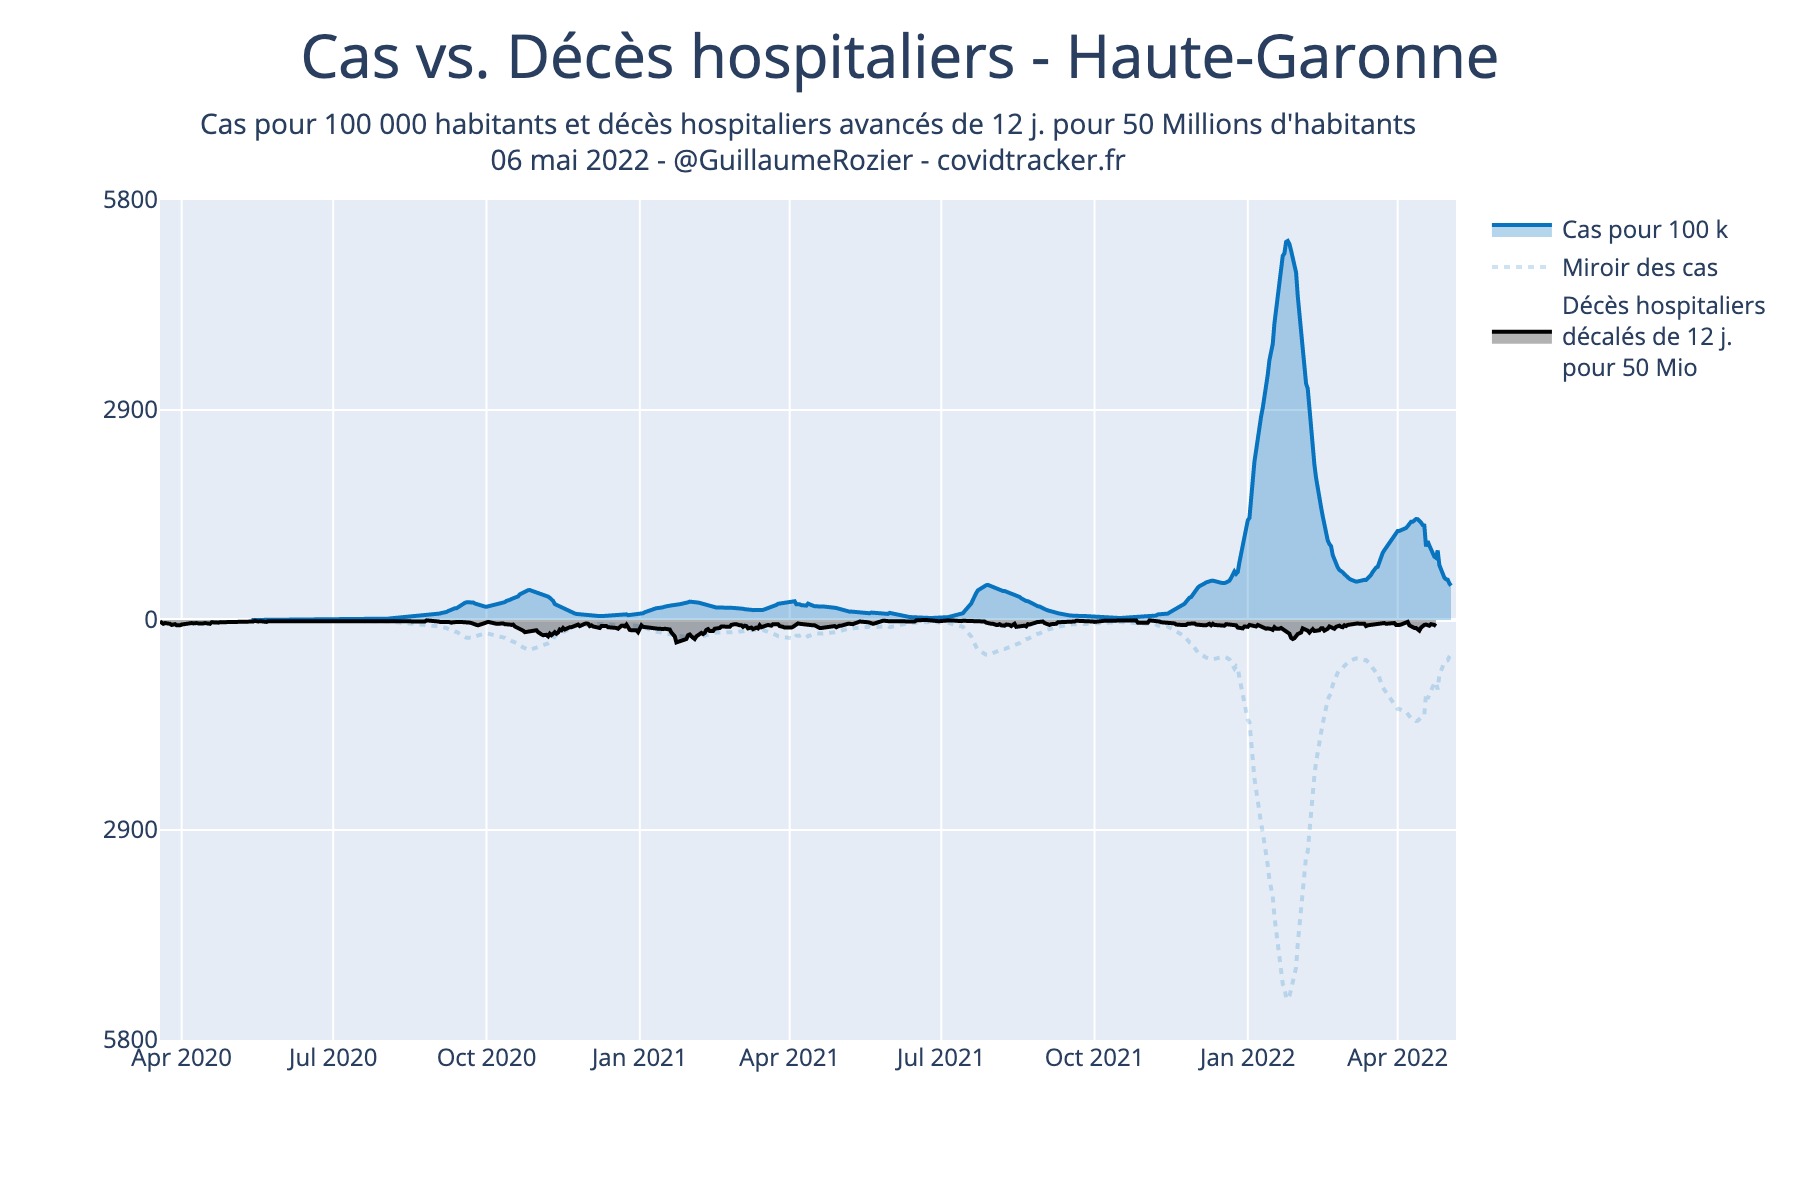 Cas vs. Décès hospitaliers - Haute-Garonne
Cas pour 100 000 habitants et décès hospitaliers avancés de 12 j. pour 50 Millions d'habitants
06 mai 2022 - @GuillaumeRozier - covidtracker.fr
5800
2900
0
2900
5800
Apr 2020
Jul 2020
Oct 2020
Jan 2021
Apr 2021
Jul 2021
Oct 2021
Jan 2022
Apr 2022
Cas pour 100 k
Miroir des cas
Décès hospitaliers
décalés de 12 j.
pour 50 Mio